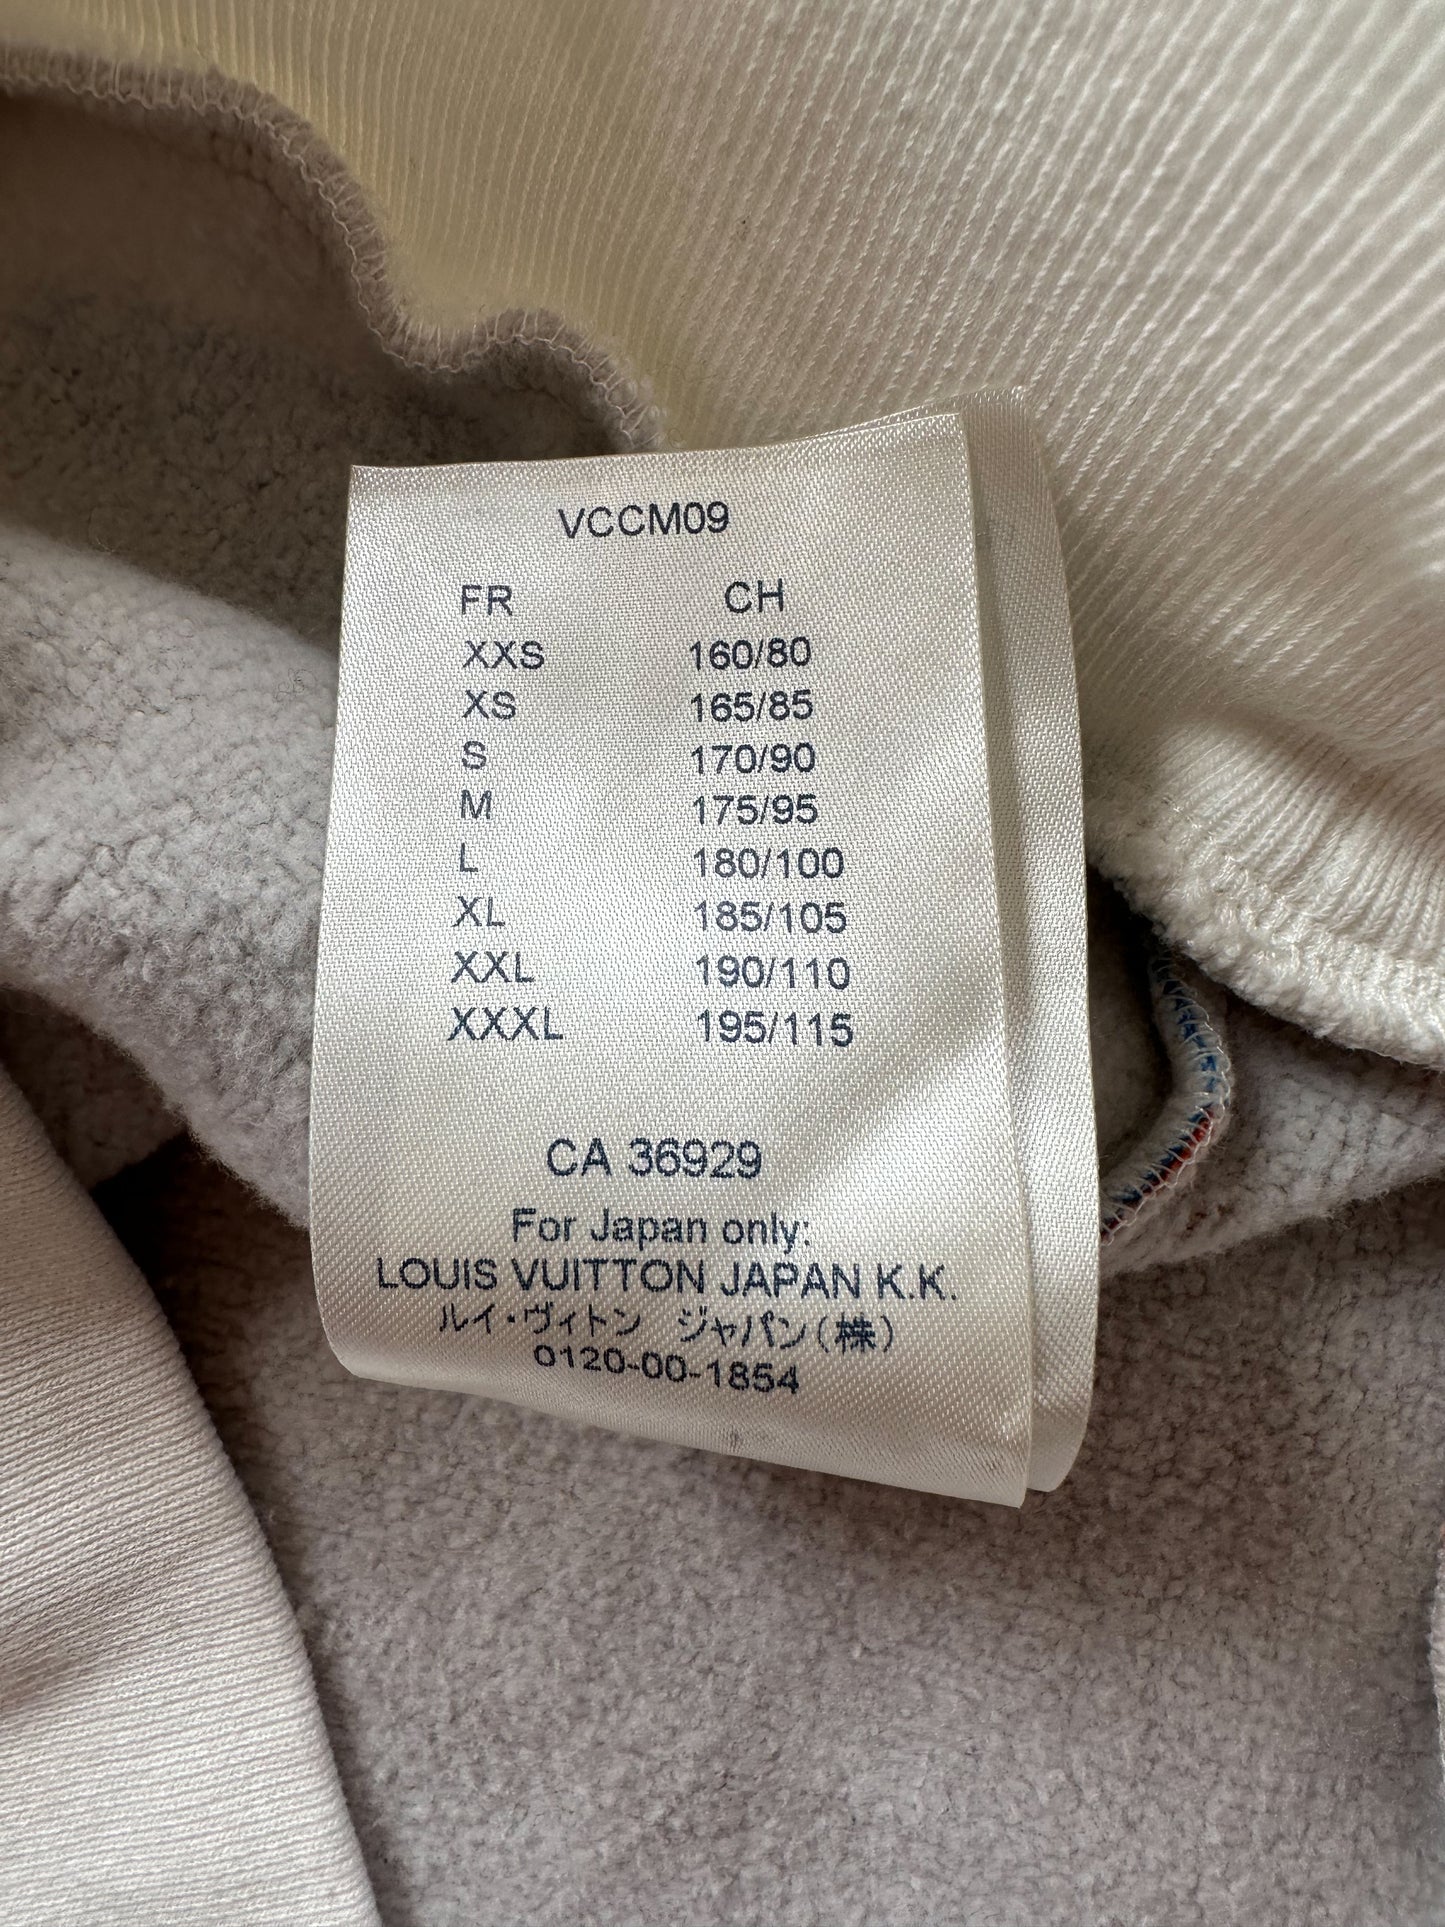 VCCM09
FR CH
XXS 160/80
XS 165/85
S 170/90
M 175/95
L 180/100
XL 185/105
XXL 190/110
XXXL 195/115
CA 36929
For Japan only:
LOUIS VUITTON JAPAN K.K.
ルイ・ヴィトン ジャパン(株)
0120-00-1854